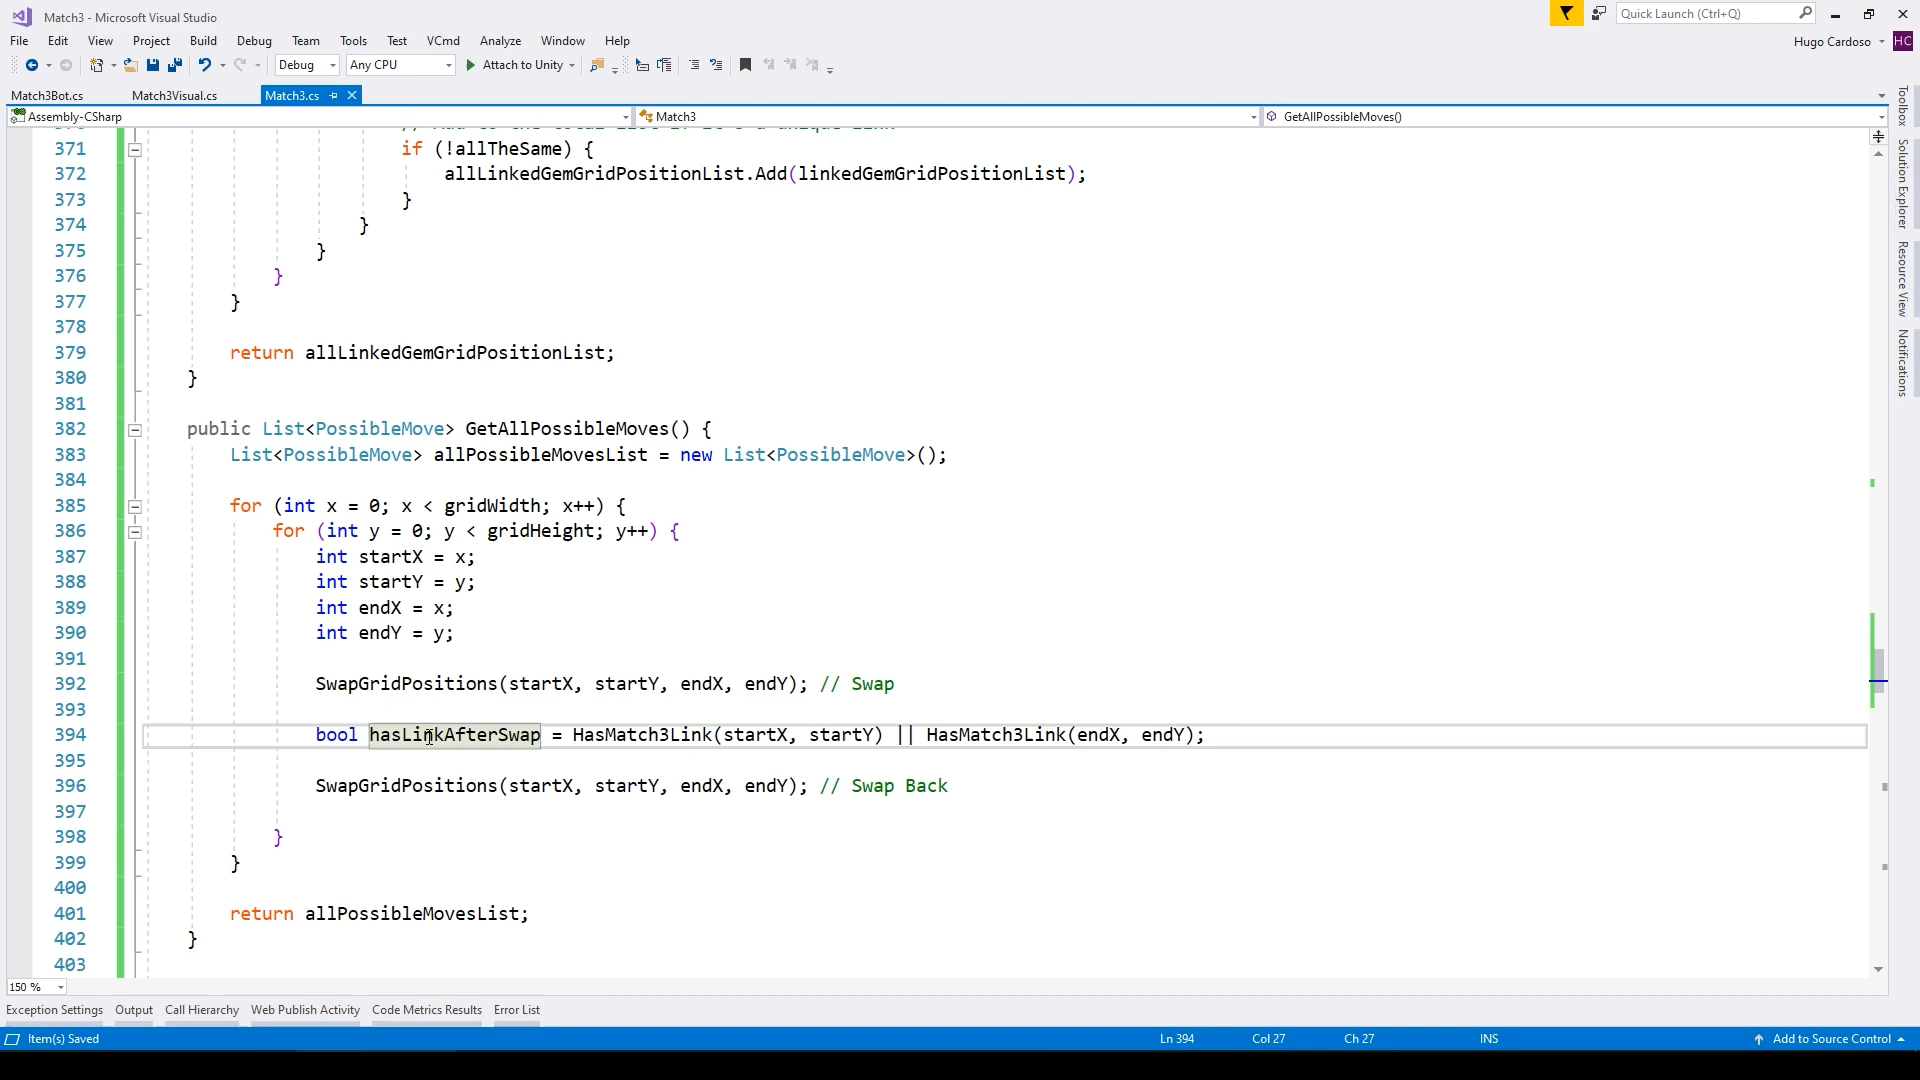 Match3 - Microsoft Visual Studio
Quick Launch (Ctrl+Q)
File Edit View Project Build Debug Team Tools Test VCmd Analyze Window Help
Hugo Cardoso HC
Debug Any CPU Attach to Unity
Match3Bot.cs Match3Visual.cs Match3.cs
Assembly-CSharp Match3 GetAllPossibleMoves()
371 if (!allTheSame) {
372 allLinkedGemGridPositionList.Add(linkedGemGridPositionList);
373 }
374 }
375 }
376 }
377 }
378
379 return allLinkedGemGridPositionList;
380 }
381
382 public List<PossibleMove> GetAllPossibleMoves() {
383 List<PossibleMove> allPossibleMovesList = new List<PossibleMove>();
384
385 for (int x = 0; x < gridWidth; x++) {
386 for (int y = 0; y < gridHeight; y++) {
387 int startX = x;
388 int startY = y;
389 int endX = x;
390 int endY = y;
391
392 SwapGridPositions(startX, startY, endX, endY); // Swap
393
394 bool hasLinkAfterSwap = HasMatch3Link(startX, startY) || HasMatch3Link(endX, endY);
395
396 SwapGridPositions(startX, startY, endX, endY); // Swap Back
397
398 }
399 }
400
401 return allPossibleMovesList;
402 }
403
150 %
Exception Settings Output Call Hierarchy Web Publish Activity Code Metrics Results Error List
Item(s) Saved Ln 394 Col 27 Ch 27 INS Add to Source Control
Toolbox
Solution Explorer
Resource View
Notifications